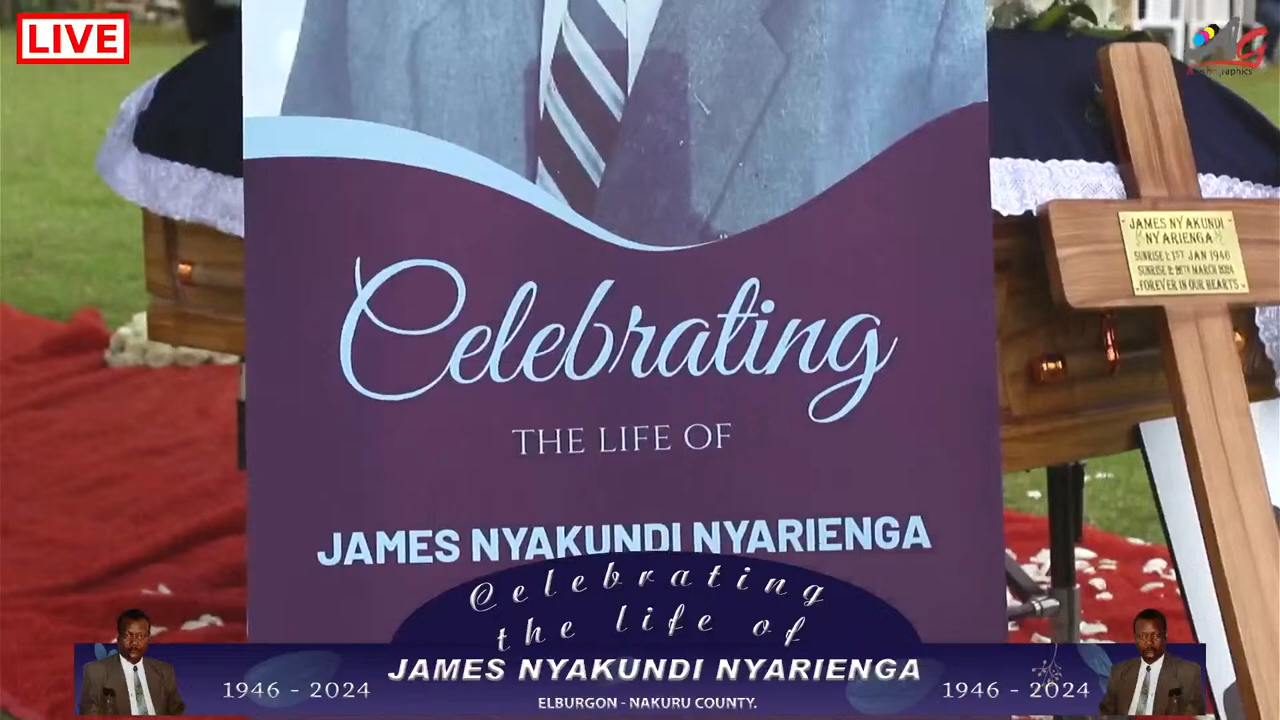 LIVE
JAMES NYAKUNDI
NYARIENGA
SUNRISE 1: 1ST JAN 1946
FOREVER IN OUR HEARTS
Celebrating
THE LIFE OF
JAMES NYAKUNDI NYARIENGA
Celebrating
the life of
JAMES NYAKUNDI NYARIENGA
1946 - 2024
1946 - 2024
ELBURGON - NAKURU COUNTY.